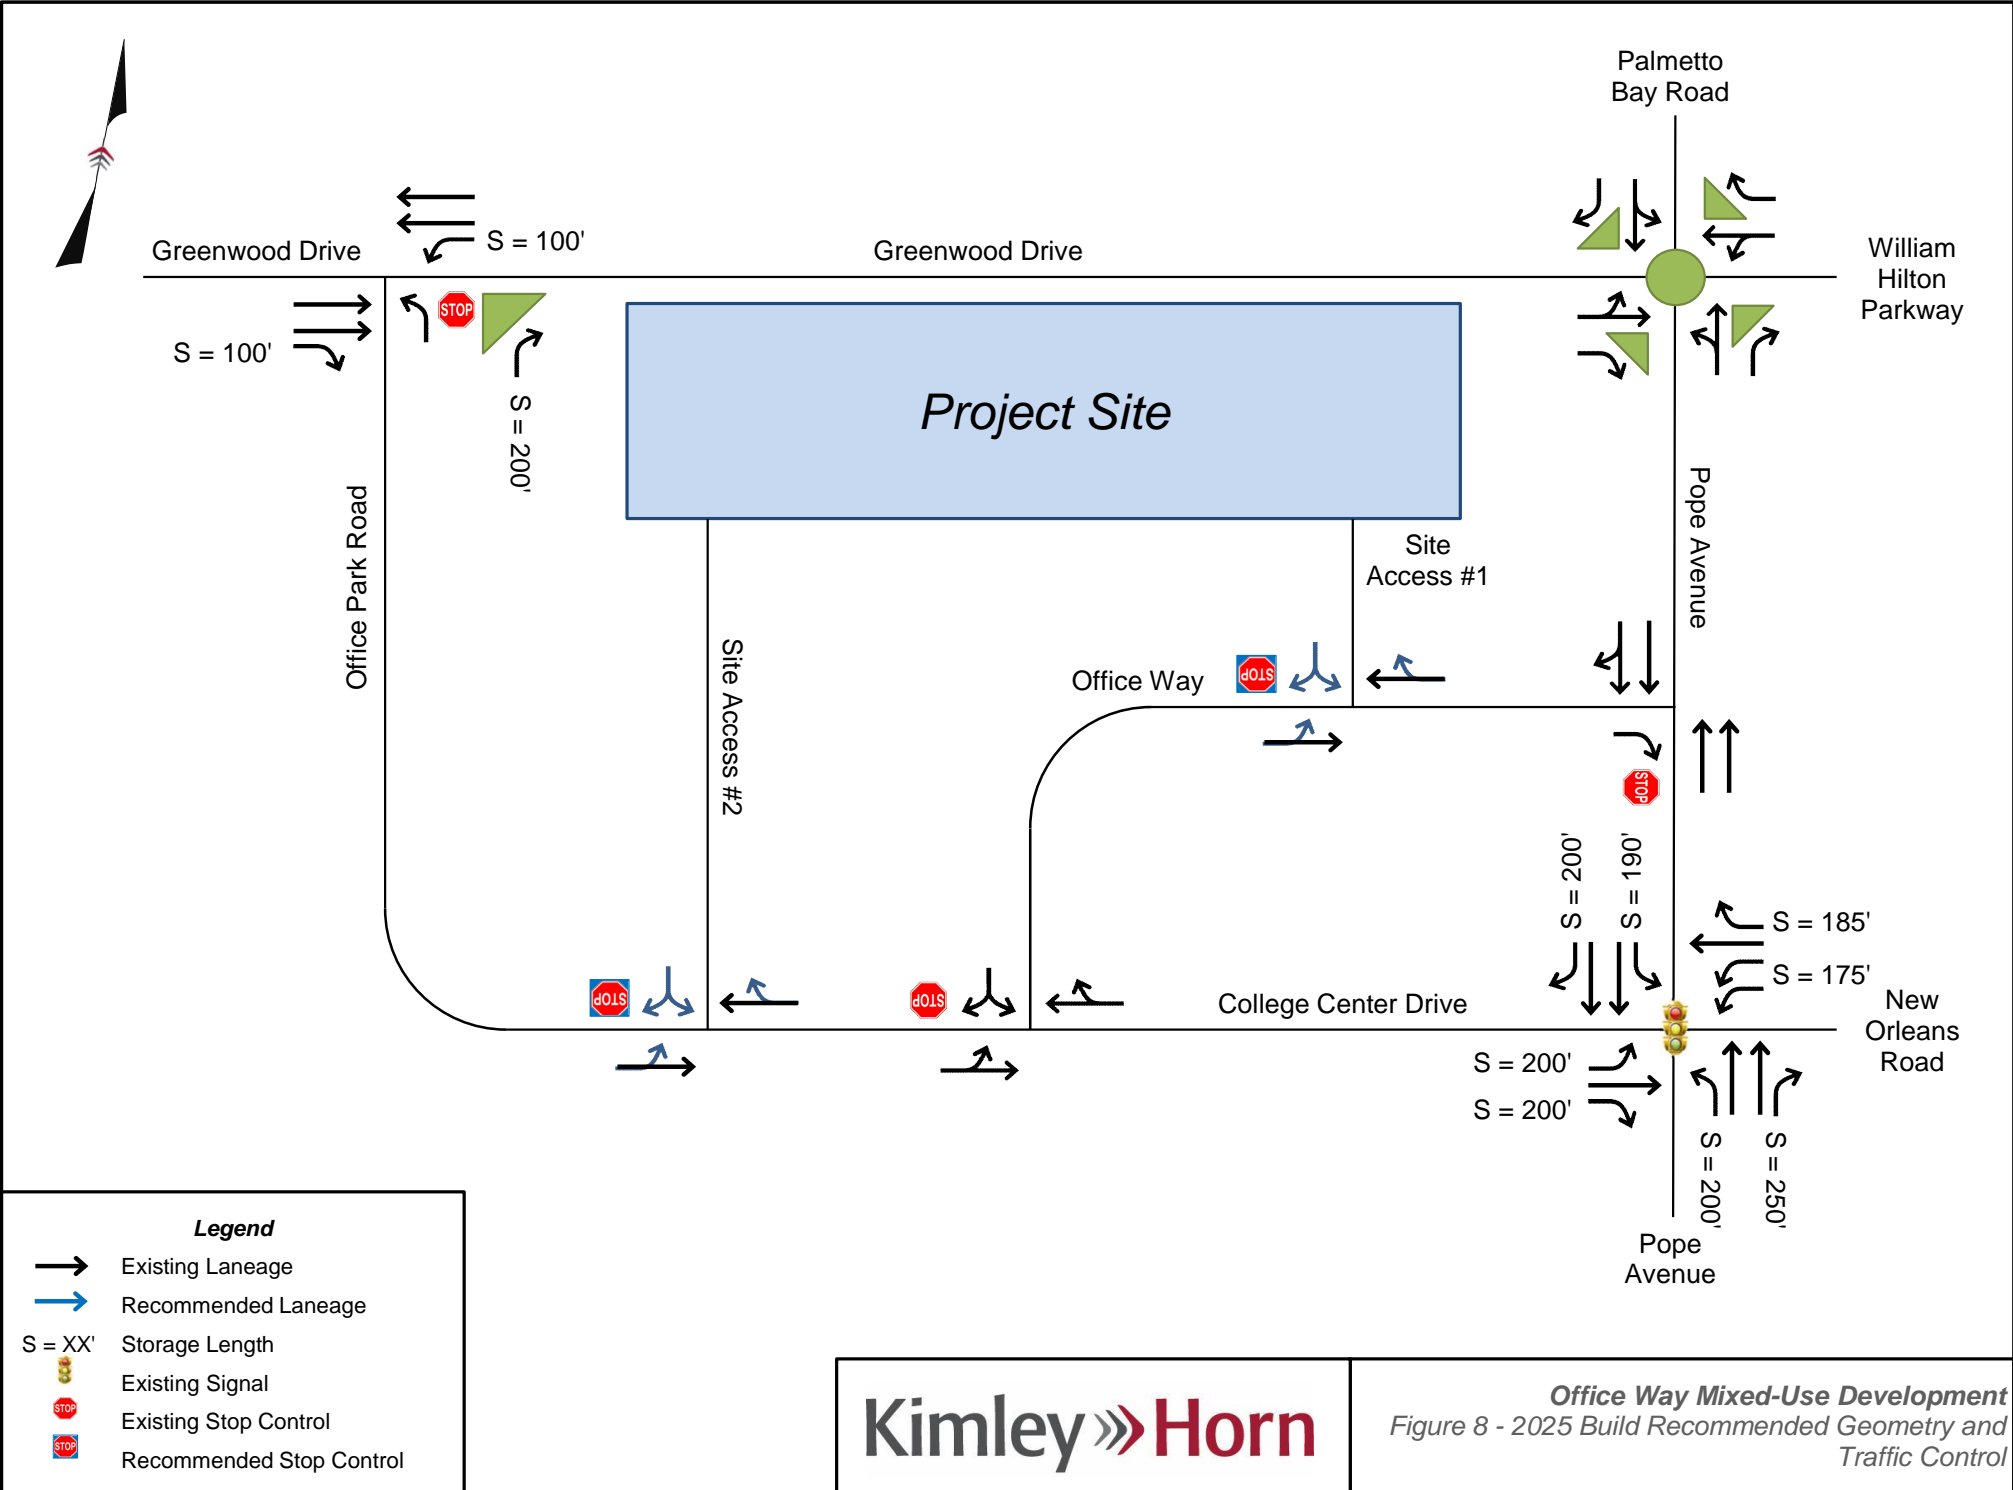 Palmetto
Bay Road
Greenwood Drive
S = 100'
Greenwood Drive
William
Hilton
Parkway
S = 100'
STOP
S = 200'
Project Site
Office Park Road
Pope Avenue
Site
Access #1
Site Access #2
Office Way
STOP
STOP
S = 200'
S = 190'
S = 185'
S = 175'
STOP
STOP
College Center Drive
New
Orleans
Road
S = 200'
S = 200'
S = 200'
S = 250'
Pope
Avenue
Legend
Existing Laneage
Recommended Laneage
S = XX' Storage Length
Existing Signal
STOP Existing Stop Control
STOP Recommended Stop Control
Kimley Horn
Office Way Mixed-Use Development
Figure 8 - 2025 Build Recommended Geometry and
Traffic Control